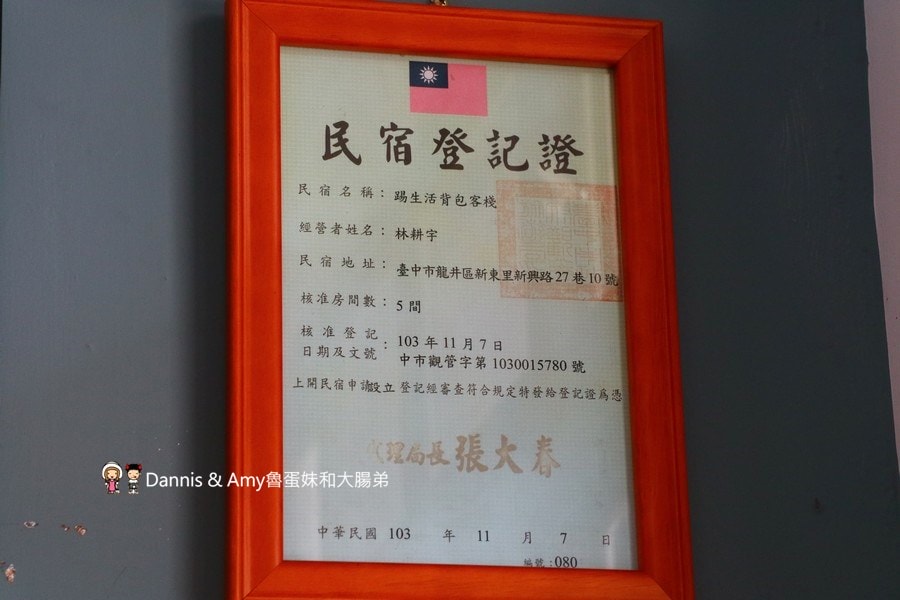 民宿登記證
民宿名稱：踢生活背包客棧
經營者姓名：林耕宇
民宿地址：臺中市龍井區新東里新興路27巷10號
核准房間數：5間
核准登記
日期及文號：103年11月7日
中市觀管字第1030015780號
上開民宿申請設立登記經審查符合規定特發給登記證為憑
代理局長張大春
Dannis & Amy魯蛋妹和大腸弟
中華民國 103 年 11 月 7 日
編號：080